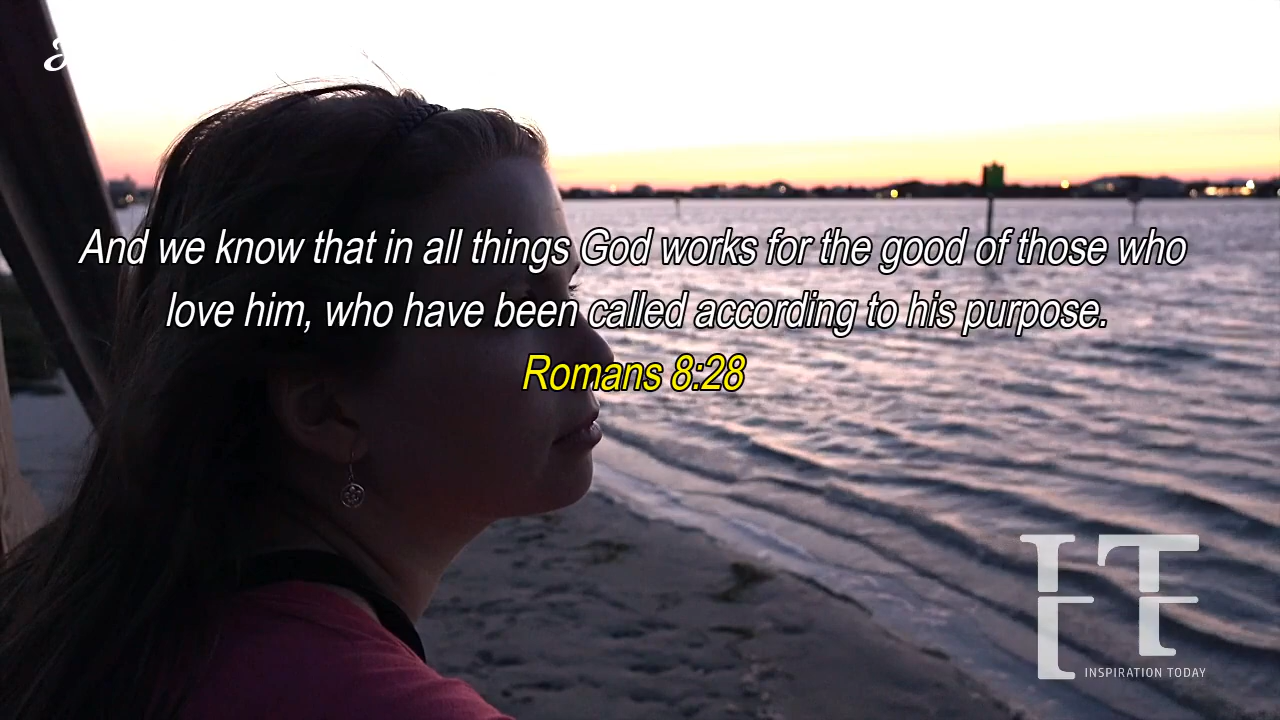 And we know that in all things God works for the good of those who
love him, who have been called according to his purpose.
Romans 8:28
INSPIRATION TODAY